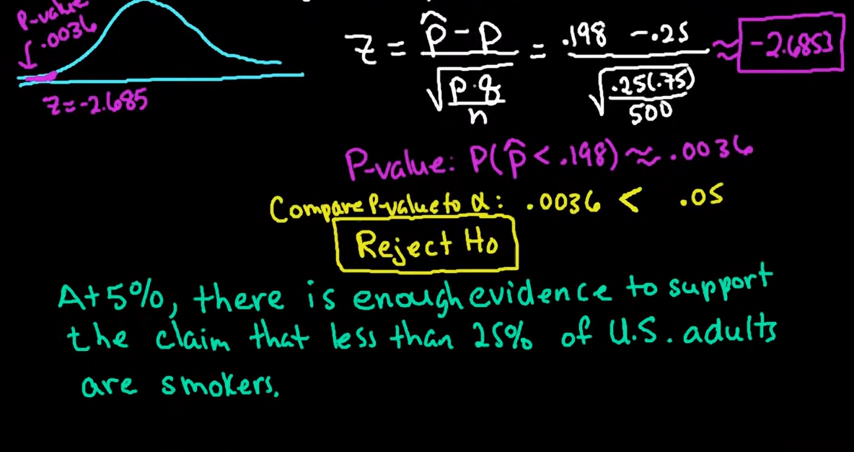 P-value
.0036
Z = -2.685
Z = p̂ - p / √(p·q / n) = .198 - .25 / √(.25(.75) / 500) ≈ -2.6853
P-value: P(p̂ < .198) ≈ .0036
Compare P-value to α: .0036 < .05
Reject Ho
At 5%, there is enough evidence to support
the claim that less than 25% of U.S. adults
are smokers.